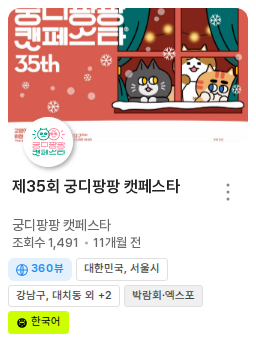 궁디팡팡
캣페스타
35th
궁디팡팡
캣페스타
제35회 궁디팡팡 캣페스타
궁디팡팡 캣페스타
조회수 1,491 • 11개월 전
360뷰
대한민국, 서울시
강남구, 대치동 외 +2
박람회·엑스포
한국어